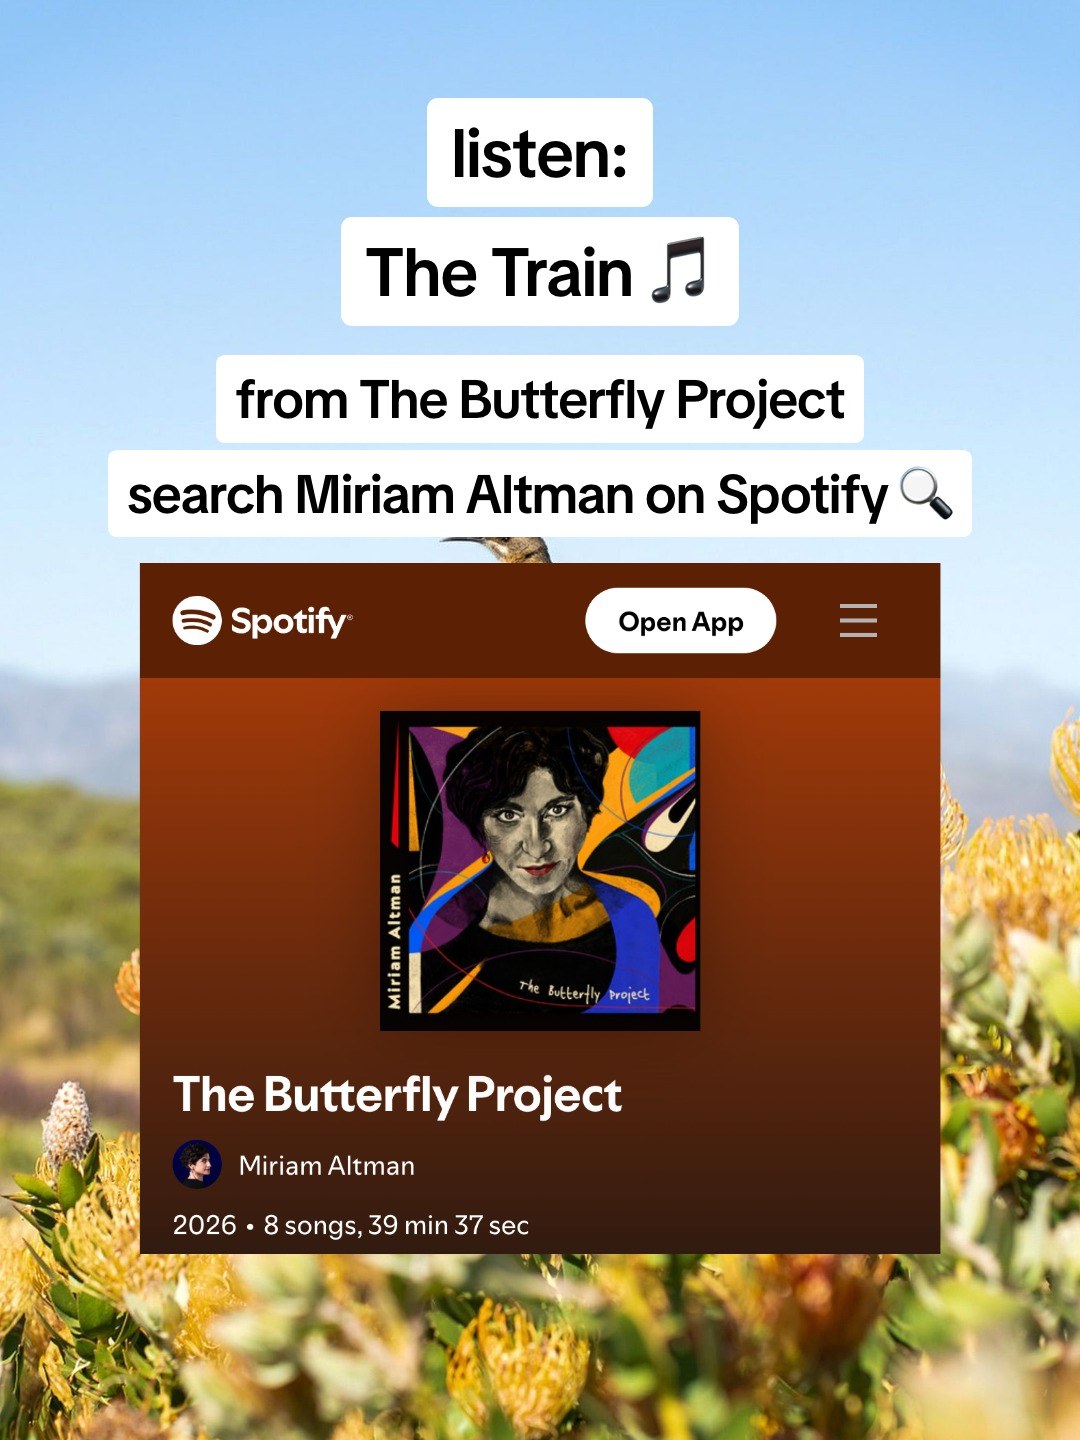 listen:
The Train 🎵
from The Butterfly Project
search Miriam Altman on Spotify 🔍
Spotify®
Open App
Miriam Altman
The Butterfly Project
The Butterfly Project
Miriam Altman
2026 • 8 songs, 39 min 37 sec